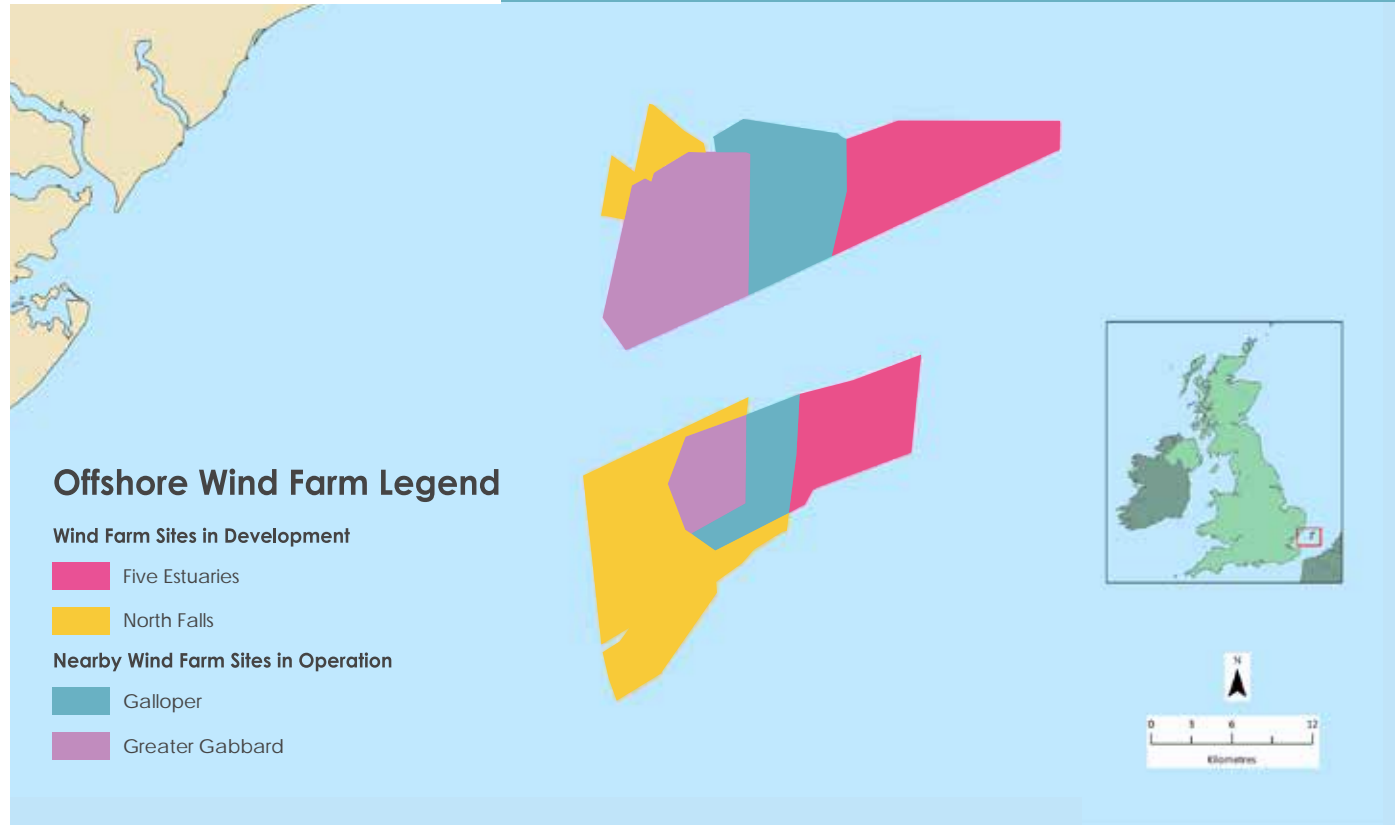 Offshore Wind Farm Legend
Wind Farm Sites in Development
Five Estuaries
North Falls
Nearby Wind Farm Sites in Operation
Galloper
Greater Gabbard
N
0 3 6 12
Kilometres